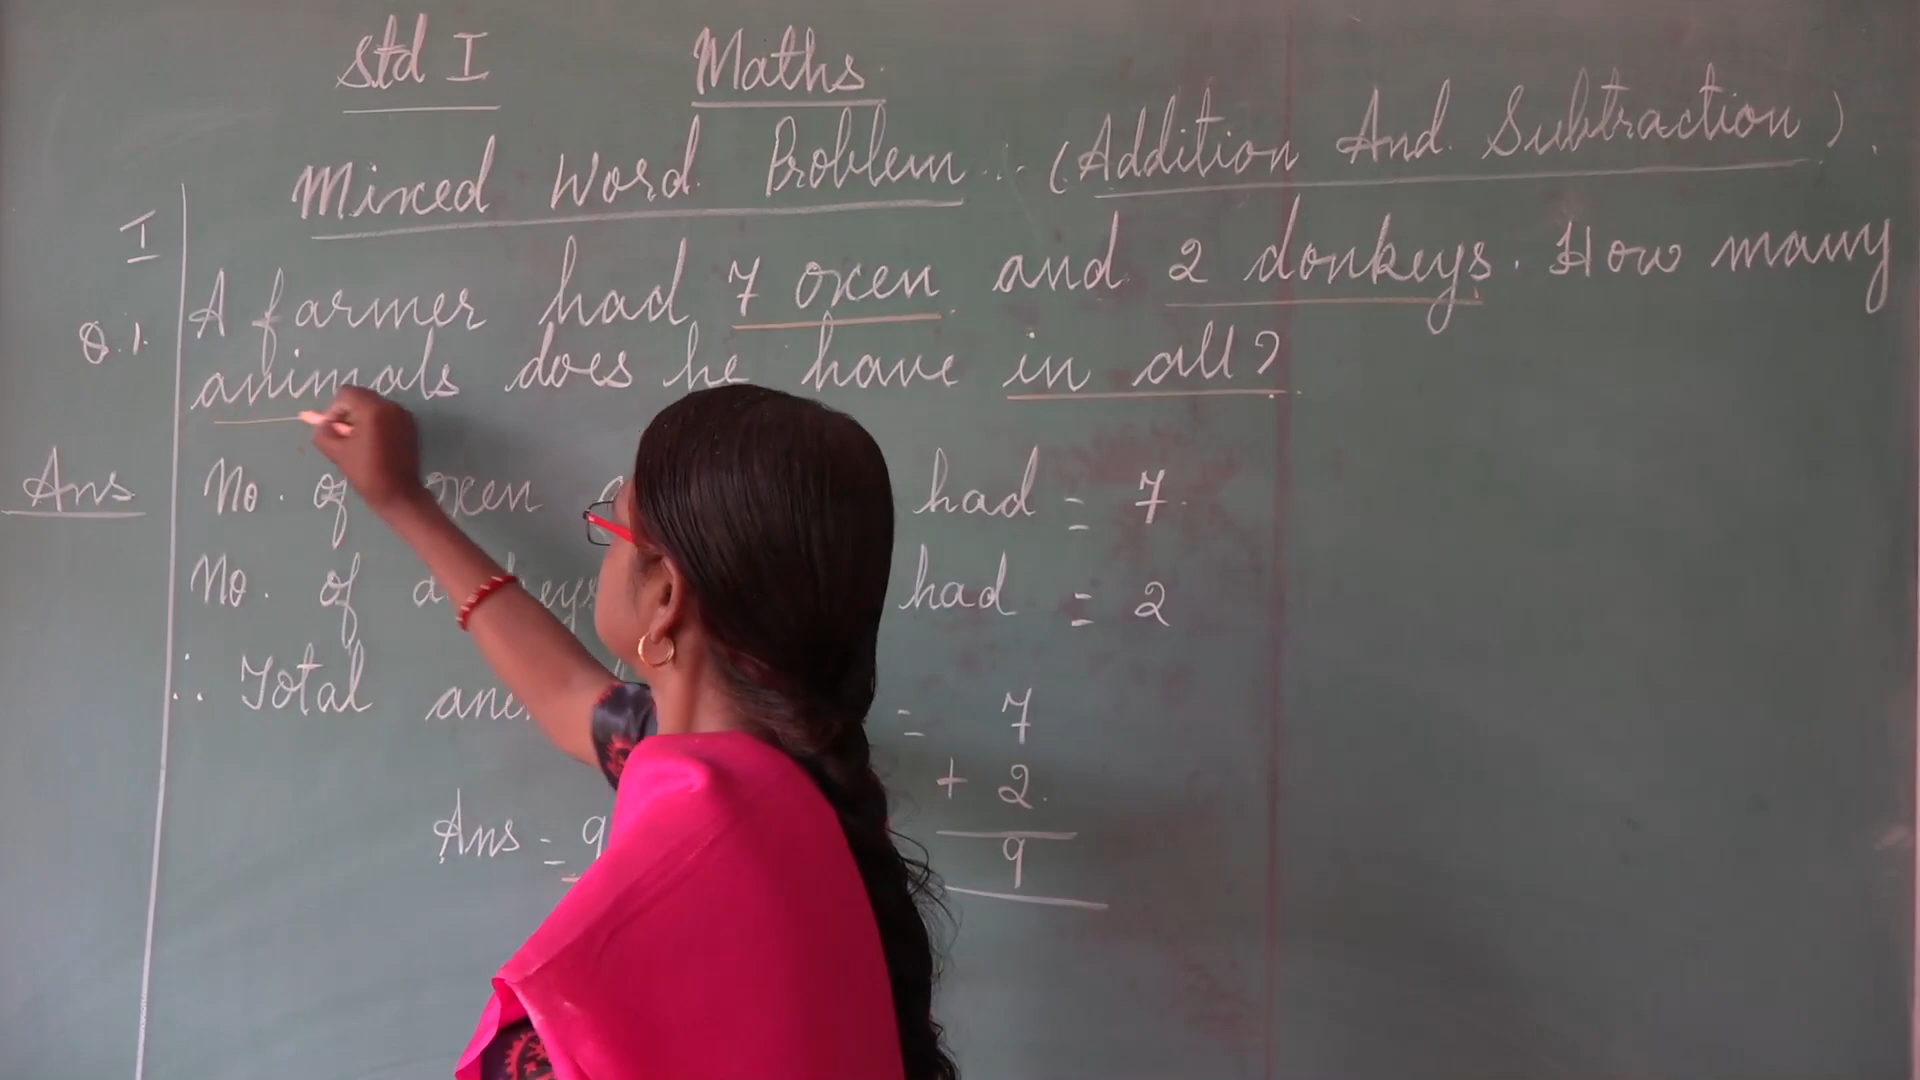 Std I Maths
Mixed Word Problem (Addition And Subtraction)
I
A farmer had 7 oxen and 2 donkeys. How many
Q.1.
animals does he have in all?
Ans No. of oxen had = 7
No. of had = 2
∴ Total = 7
+ 2
Ans = 9
9